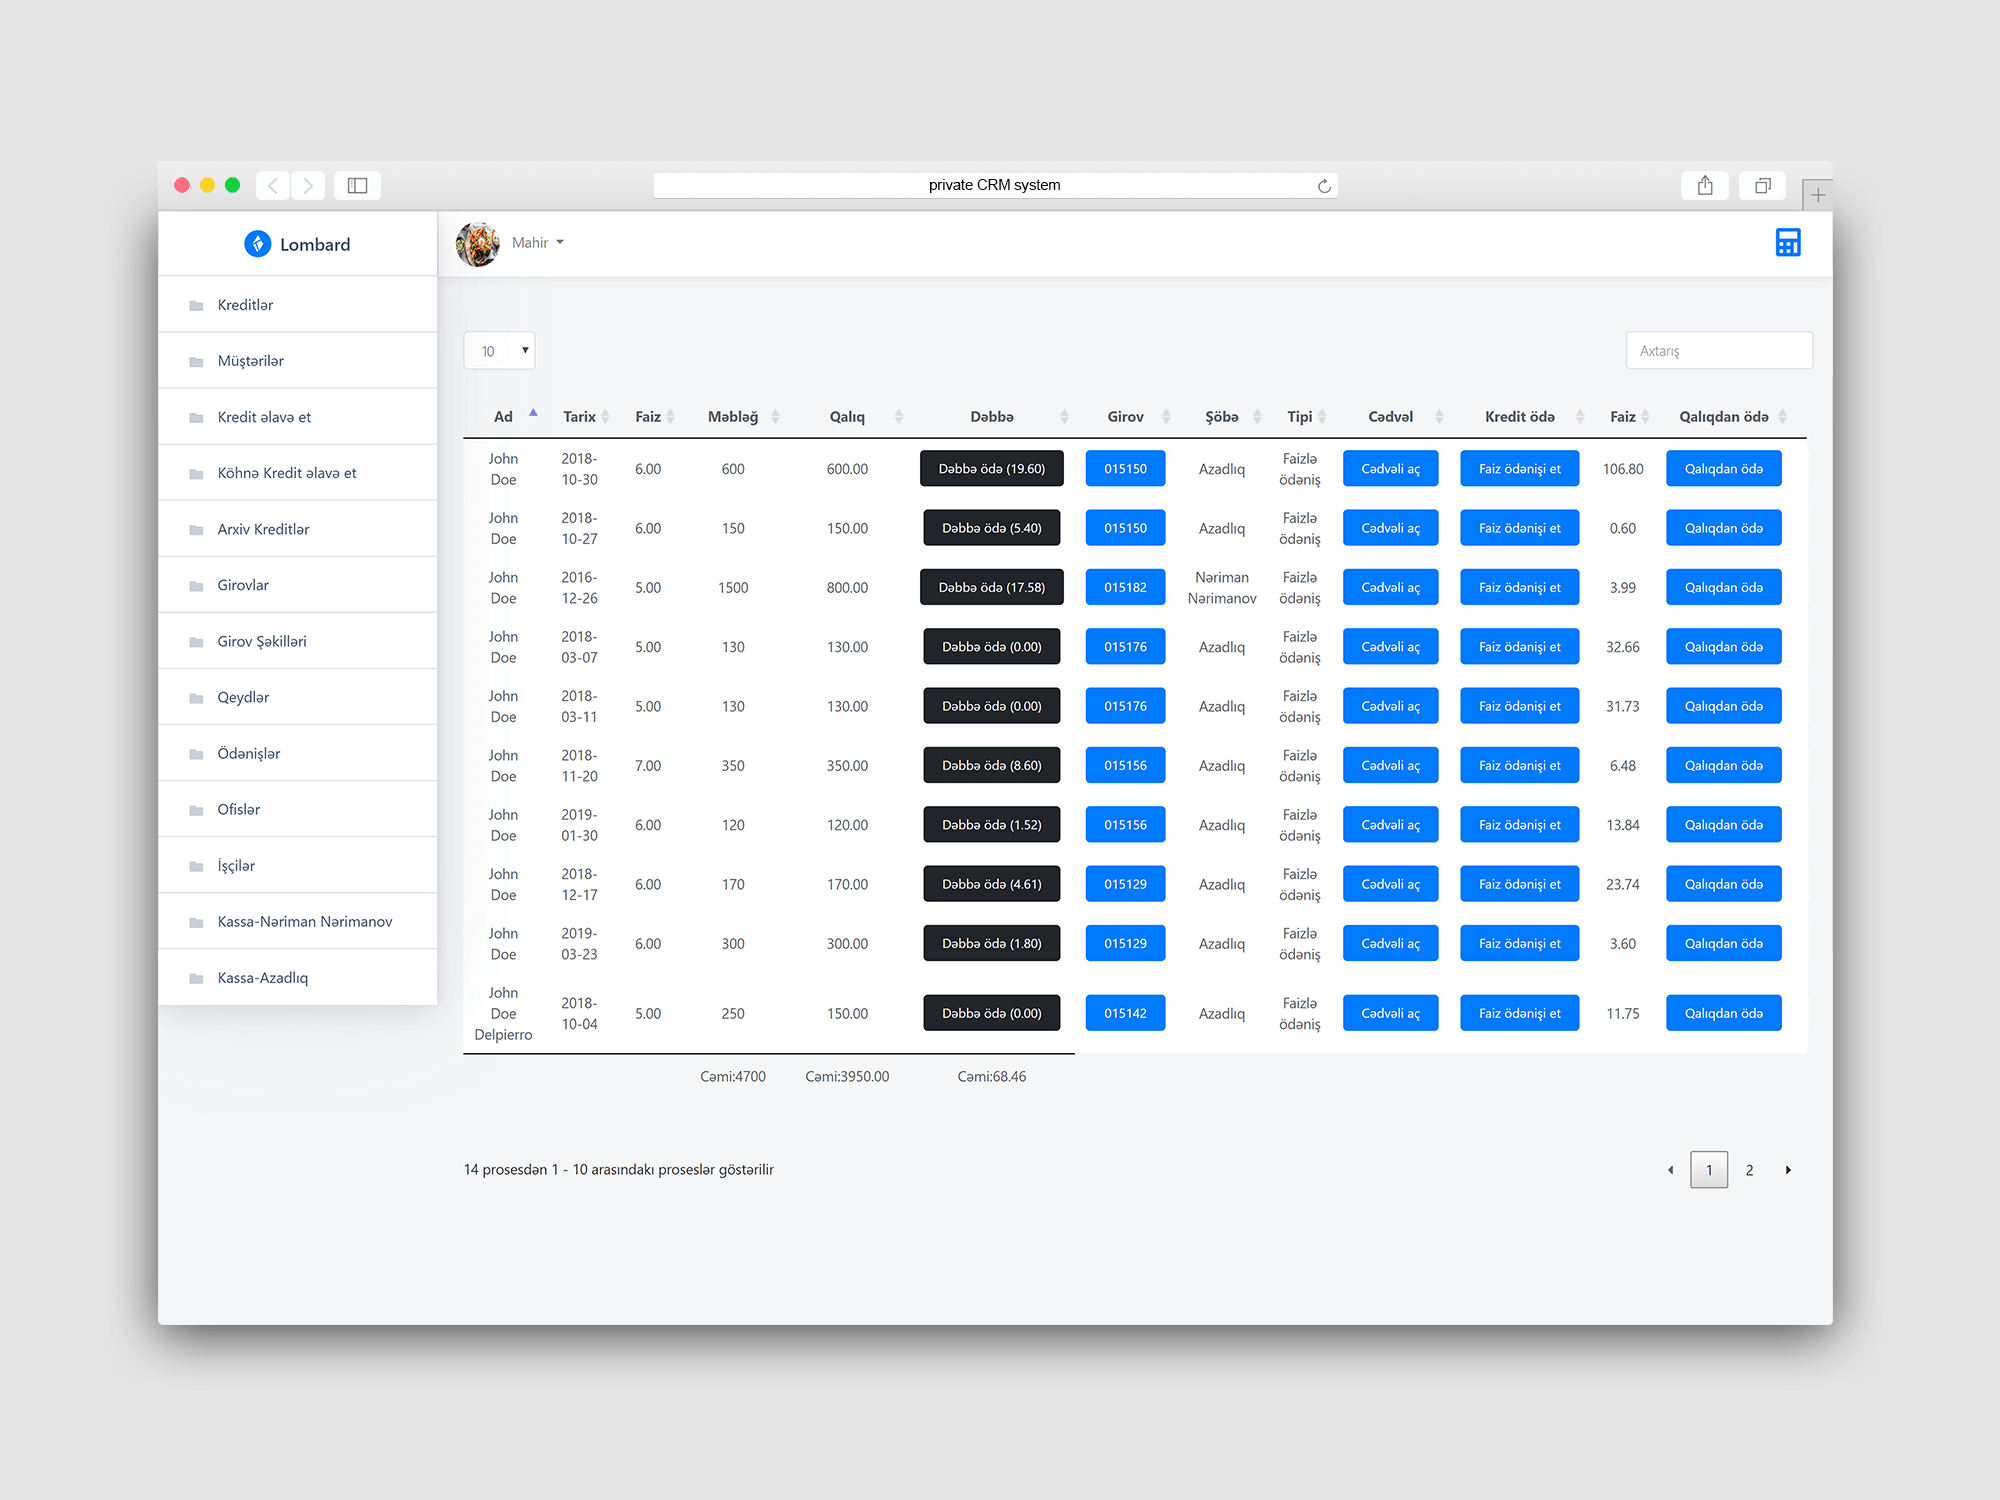 private CRM system
Lombard
Mahir
Kreditlər
Müştərilər
Kredit əlavə et
Köhnə Kredit əlavə et
Arxiv Kreditlər
Girovlar
Girov Şəkilləri
Qeydlər
Ödənişlər
Ofislər
İşçilər
Kassa-Nəriman Nərimanov
Kassa-Azadlıq
10
Axtarış
Ad Tarix Faiz Məbləğ Qalıq Dəbbə Girov Şöbə Tipi Cədvəl Kredit ödə Faiz Qalıqdan ödə
John Doe 2018-10-30 6.00 600 600.00 Dəbbə ödə (19.60) 015150 Azadlıq Faizlə ödəniş Cədvəli aç Faiz ödənişi et 106.80 Qalıqdan ödə
John Doe 2018-10-27 6.00 150 150.00 Dəbbə ödə (5.40) 015150 Azadlıq Faizlə ödəniş Cədvəli aç Faiz ödənişi et 0.60 Qalıqdan ödə
John Doe 2016-12-26 5.00 1500 800.00 Dəbbə ödə (17.58) 015182 Nəriman Nərimanov Faizlə ödəniş Cədvəli aç Faiz ödənişi et 3.99 Qalıqdan ödə
John Doe 2018-03-07 5.00 130 130.00 Dəbbə ödə (0.00) 015176 Azadlıq Faizlə ödəniş Cədvəli aç Faiz ödənişi et 32.66 Qalıqdan ödə
John Doe 2018-03-11 5.00 130 130.00 Dəbbə ödə (0.00) 015176 Azadlıq Faizlə ödəniş Cədvəli aç Faiz ödənişi et 31.73 Qalıqdan ödə
John Doe 2018-11-20 7.00 350 350.00 Dəbbə ödə (8.60) 015156 Azadlıq Faizlə ödəniş Cədvəli aç Faiz ödənişi et 6.48 Qalıqdan ödə
John Doe 2019-01-30 6.00 120 120.00 Dəbbə ödə (1.52) 015156 Azadlıq Faizlə ödəniş Cədvəli aç Faiz ödənişi et 13.84 Qalıqdan ödə
John Doe 2018-12-17 6.00 170 170.00 Dəbbə ödə (4.61) 015129 Azadlıq Faizlə ödəniş Cədvəli aç Faiz ödənişi et 23.74 Qalıqdan ödə
John Doe 2019-03-23 6.00 300 300.00 Dəbbə ödə (1.80) 015129 Azadlıq Faizlə ödəniş Cədvəli aç Faiz ödənişi et 3.60 Qalıqdan ödə
John Doe Delpierro 2018-10-04 5.00 250 150.00 Dəbbə ödə (0.00) 015142 Azadlıq Faizlə ödəniş Cədvəli aç Faiz ödənişi et 11.75 Qalıqdan ödə
Cəmi:4700 Cəmi:3950.00 Cəmi:68.46
14 prosesdən 1 - 10 arasındakı proseslər göstərilir
1 2